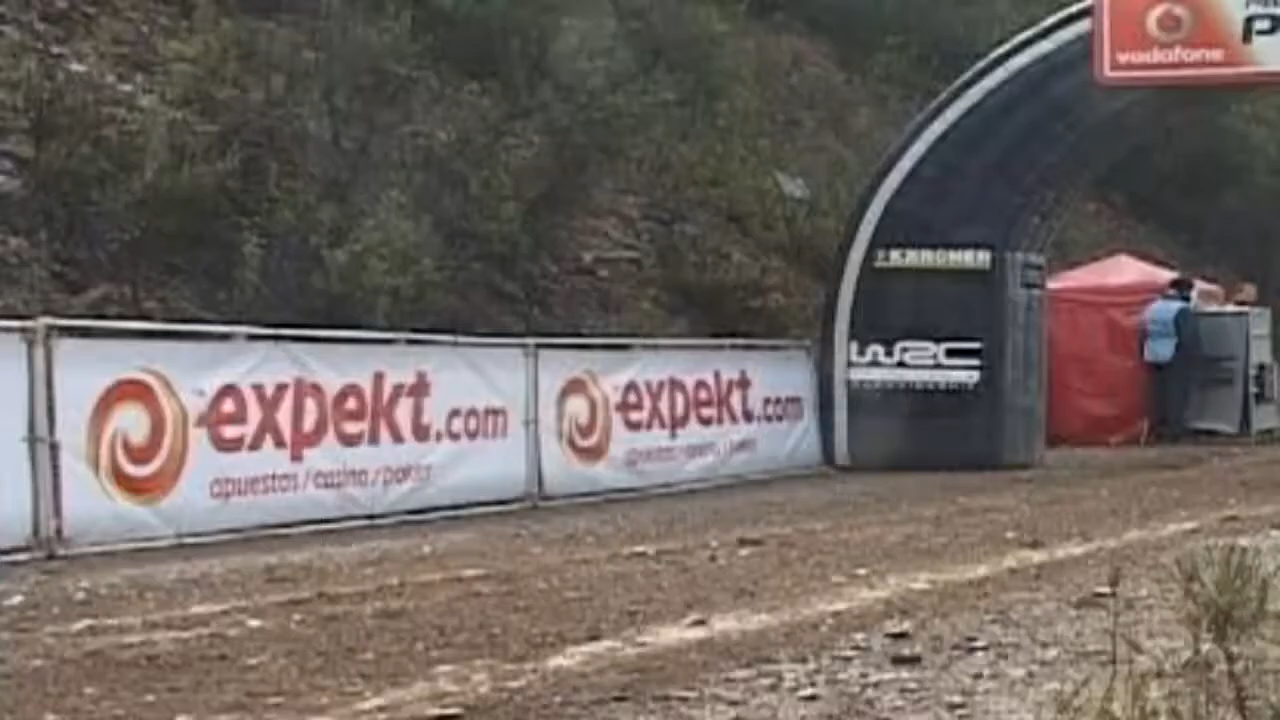 expekt.com
apuestas / casino / poker
expekt.com
KÄRCHER
WRC
vodafone